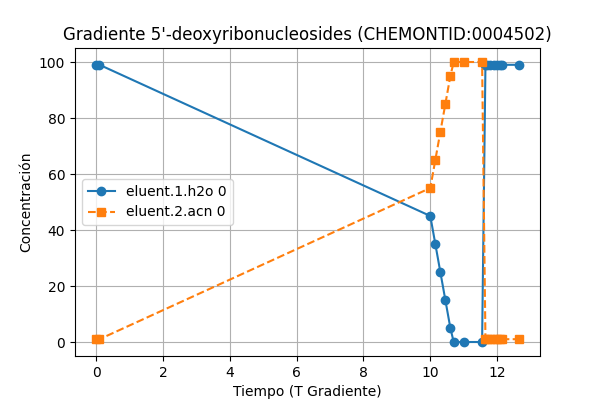 Gradiente 5'-deoxyribonucleosides (CHEMONTID:0004502)
100
80
60
40
20
0
Concentración
eluent.1.h2o 0
eluent.2.acn 0
0
2
4
6
8
10
12
Tiempo (T Gradiente)